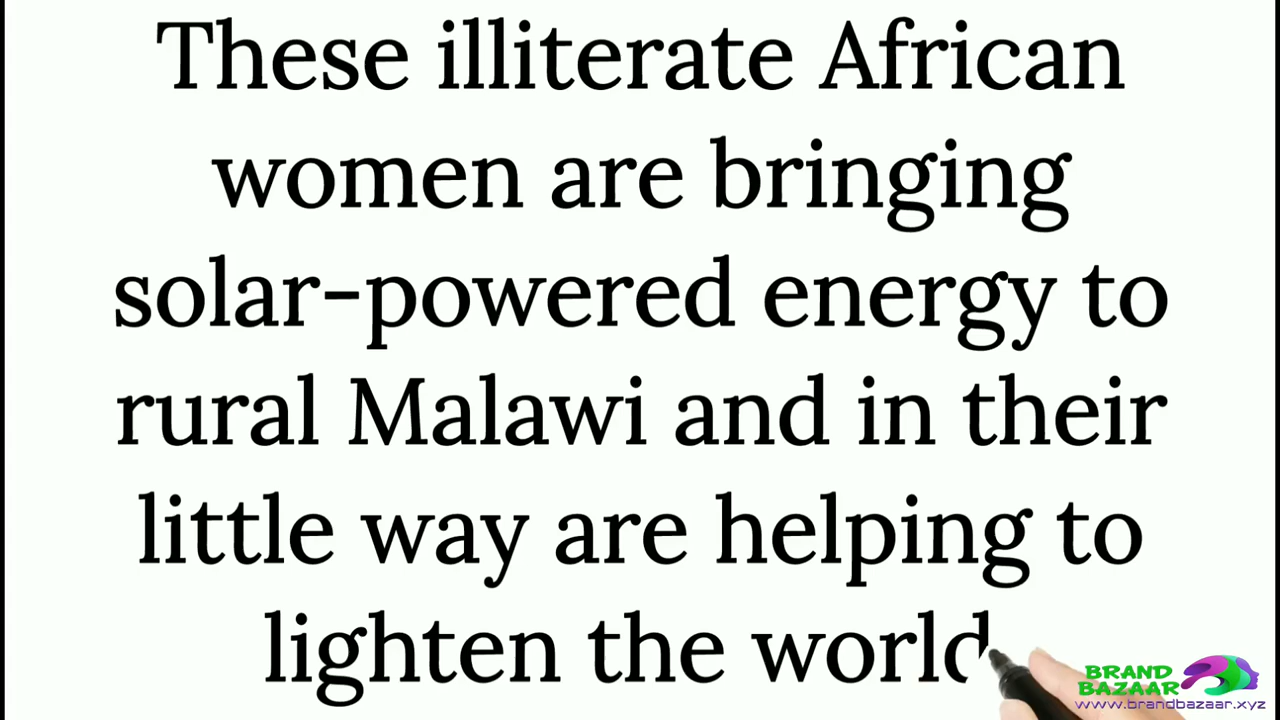 These illiterate African
women are bringing
solar-powered energy to
rural Malawi and in their
little way are helping to
lighten the world
BRAND
BAZAAR
www.brandbazaar.xyz